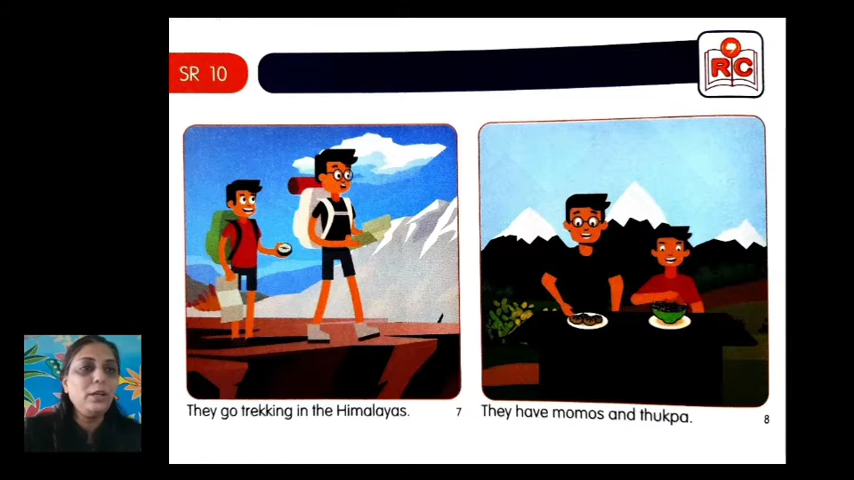 SR 10
RC
They go trekking in the Himalayas. 7
They have momos and thukpa. 8